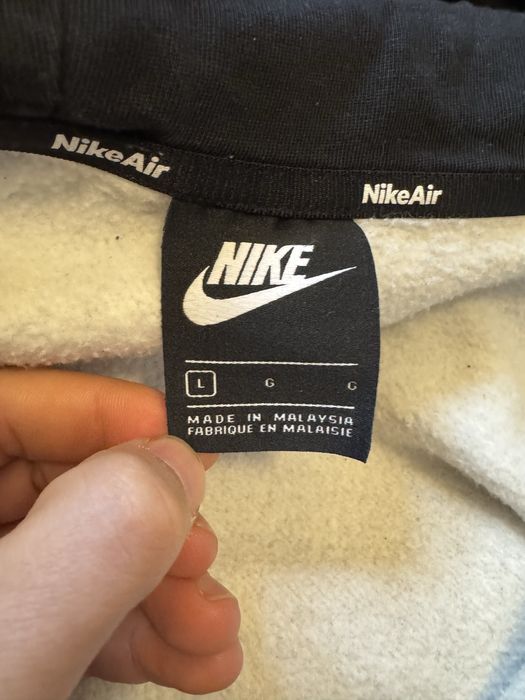 NikeAir
NikeAir
NIKE
L G G
MADE IN MALAYSIA
FABRIQUE EN MALAISIE